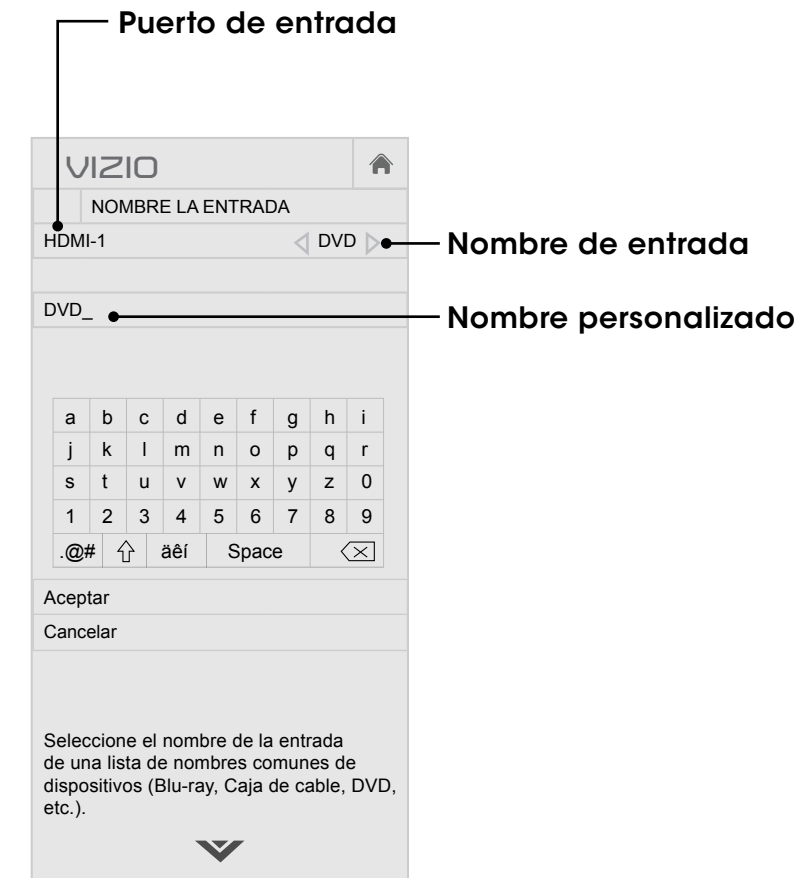 Puerto de entrada
VIZIO
NOMBRE LA ENTRADA
HDMI-1 DVD
Nombre de entrada
DVD_
Nombre personalizado
a b c d e f g h i
j k l m n o p q r
s t u v w x y z 0
1 2 3 4 5 6 7 8 9
.@# äêí Space
Aceptar
Cancelar
Seleccione el nombre de la entrada
de una lista de nombres comunes de
dispositivos (Blu-ray, Caja de cable, DVD,
etc.).